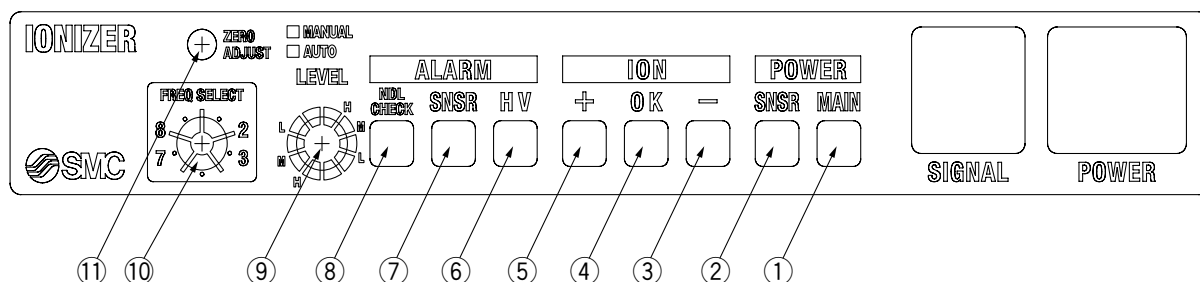 IONIZER
ZERO
ADJUST
MANUAL
AUTO
LEVEL
H
M
L
L
M
H
FREQ SELECT
8
2
7
3
SMC
ALARM
NDL
CHECK
SNSR
HV
ION
+
OK
−
POWER
SNSR
MAIN
SIGNAL
POWER
⑪ ⑩ ⑨ ⑧ ⑦ ⑥ ⑤ ④ ③ ② ①